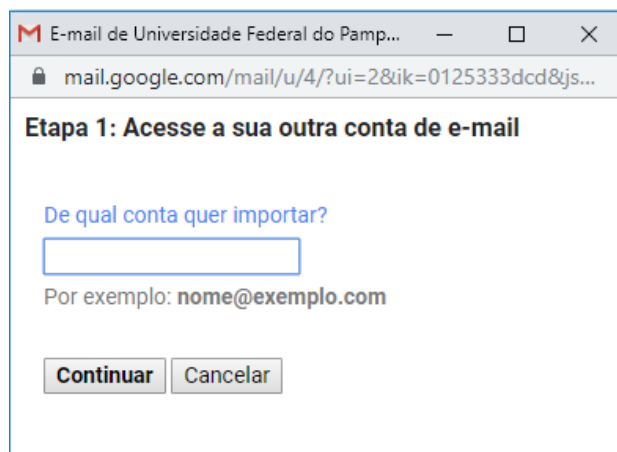 E-mail de Universidade Federal do Pamp...
mail.google.com/mail/u/4/?ui=2&ik=0125333dcd&js...
Etapa 1: Acesse a sua outra conta de e-mail
De qual conta quer importar?
Por exemplo: nome@exemplo.com
Continuar Cancelar